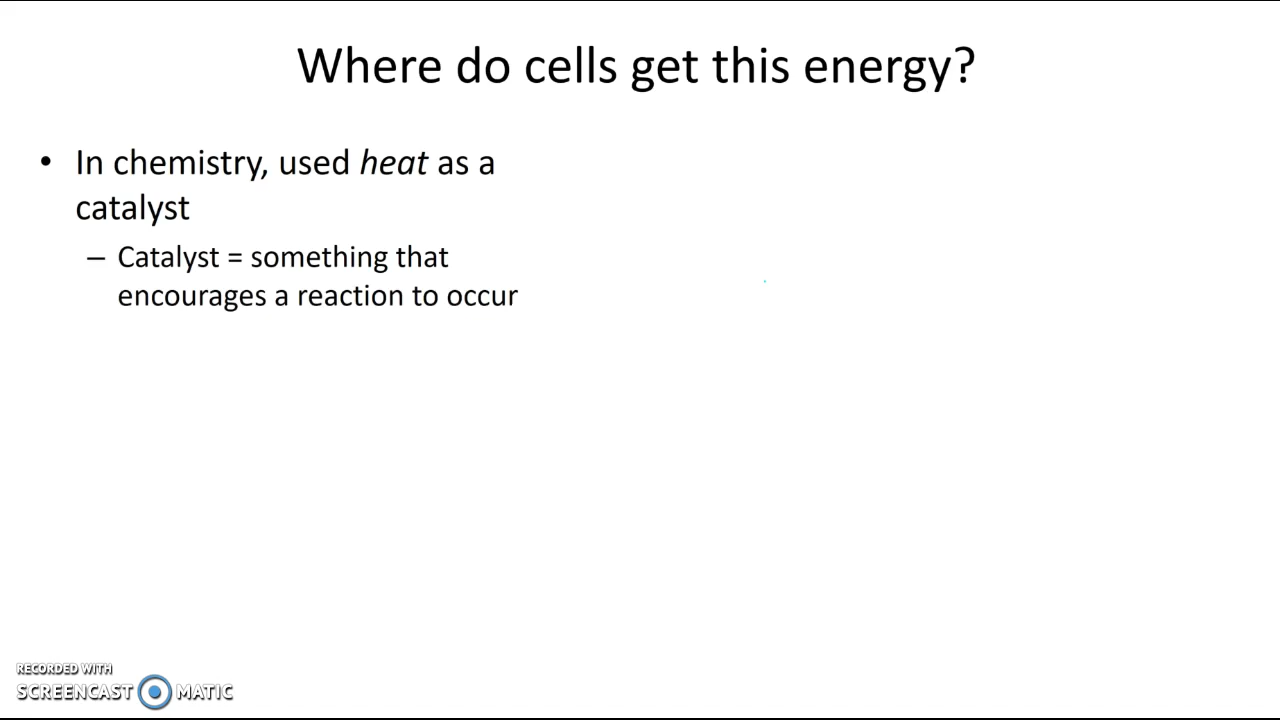 Where do cells get this energy?
• In chemistry, used heat as a
catalyst
– Catalyst = something that
encourages a reaction to occur
RECORDED WITH
SCREENCAST MATIC